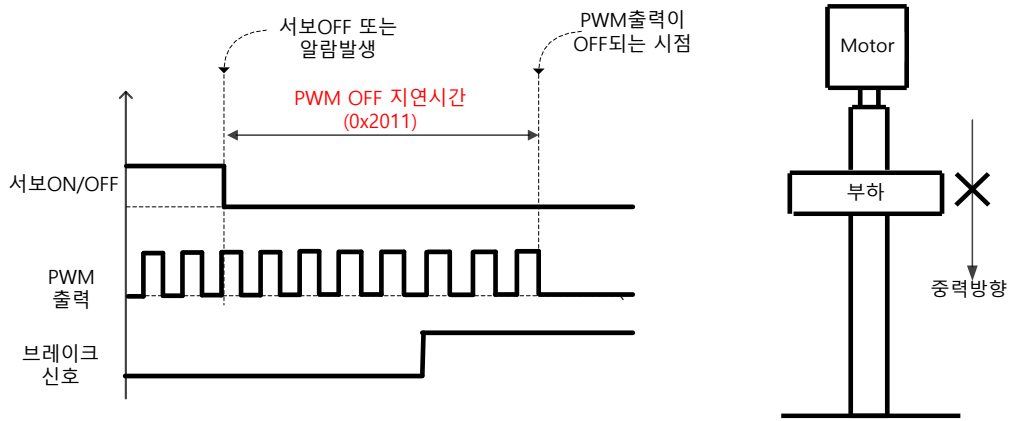 서보OFF 또는
알람발생
PWM출력이
OFF되는 시점
PWM OFF 지연시간
(0x2011)
서보ON/OFF
PWM
출력
브레이크
신호
Motor
부하
중력방향